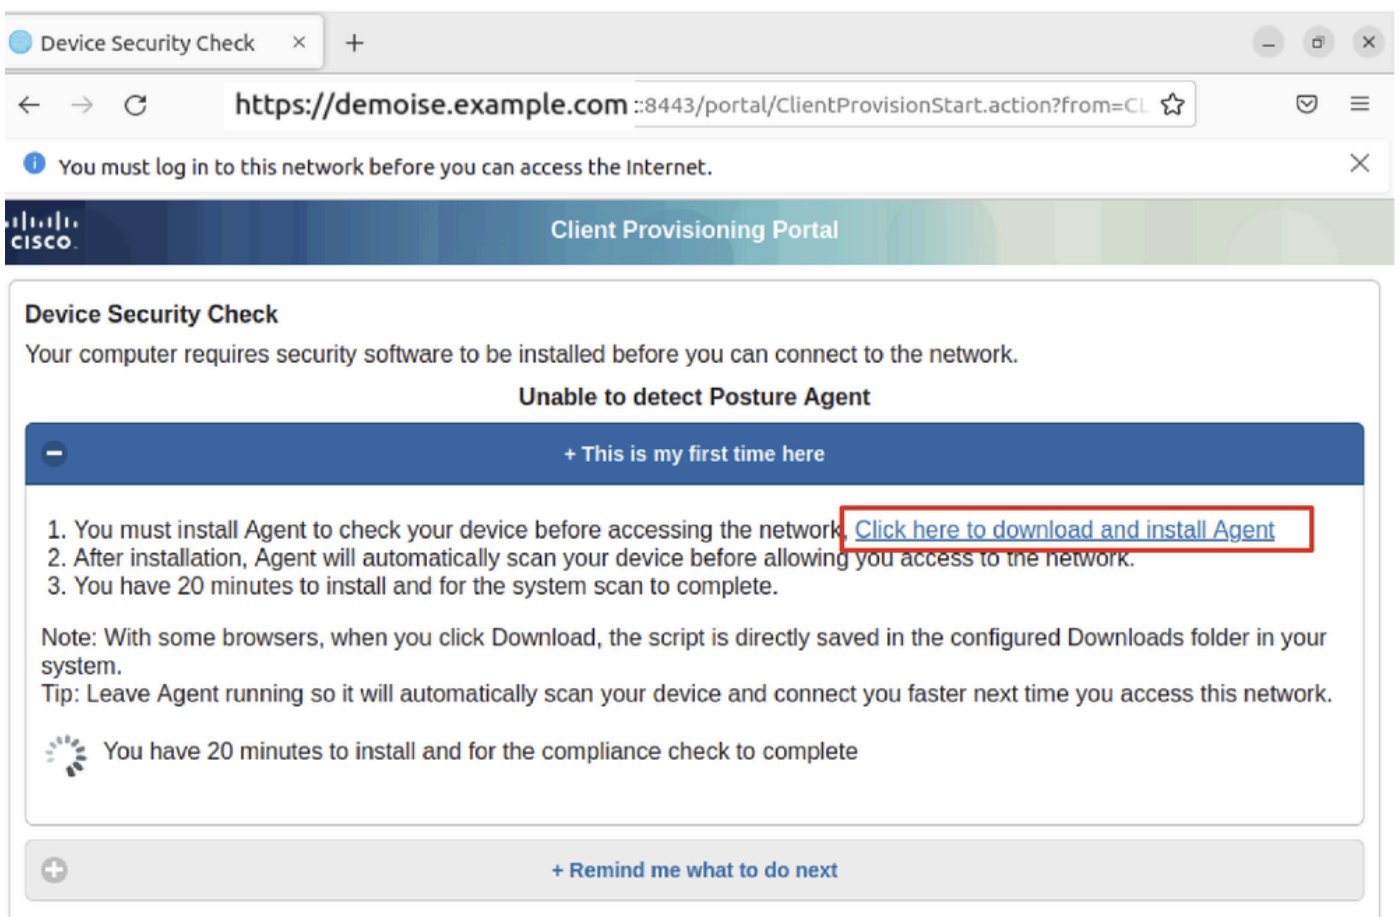 Device Security Check
https://demoise.example.com :8443/portal/ClientProvisionStart.action?from=CL
You must log in to this network before you can access the Internet.
CISCO
Client Provisioning Portal
Device Security Check
Your computer requires security software to be installed before you can connect to the network.
Unable to detect Posture Agent
+ This is my first time here
1. You must install Agent to check your device before accessing the network, Click here to download and install Agent
2. After installation, Agent will automatically scan your device before allowing you access to the network.
3. You have 20 minutes to install and for the system scan to complete.
Note: With some browsers, when you click Download, the script is directly saved in the configured Downloads folder in your
system.
Tip: Leave Agent running so it will automatically scan your device and connect you faster next time you access this network.
You have 20 minutes to install and for the compliance check to complete
+ Remind me what to do next